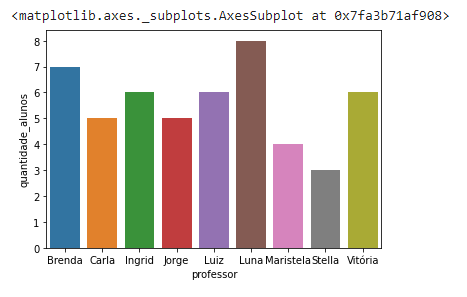 <matplotlib.axes._subplots.AxesSubplot at 0x7fa3b71af908>
8
7
6
5
4
3
2
1
0
quantidade_alunos
Brenda Carla Ingrid Jorge Luiz Luna Maristela Stella Vitória
professor